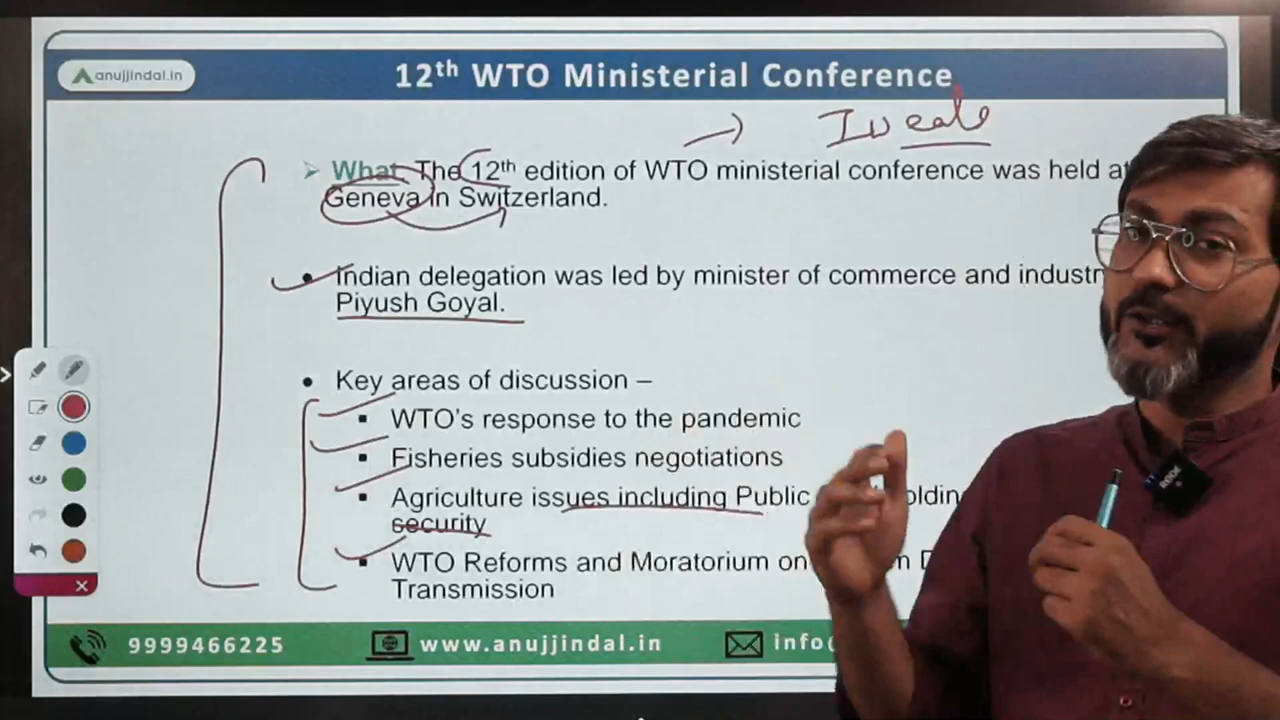 anujjindal.in
12th WTO Ministerial Conference
➢ What The 12th edition of WTO ministerial conference was held at
Geneva in Switzerland.
• Indian delegation was led by minister of commerce and industr
Piyush Goyal.
• Key areas of discussion –
▪ WTO's response to the pandemic
▪ Fisheries subsidies negotiations
▪ Agriculture issues including Public
security
▪ WTO Reforms and Moratorium on
Transmission
9999466225
www.anujjindal.in
info